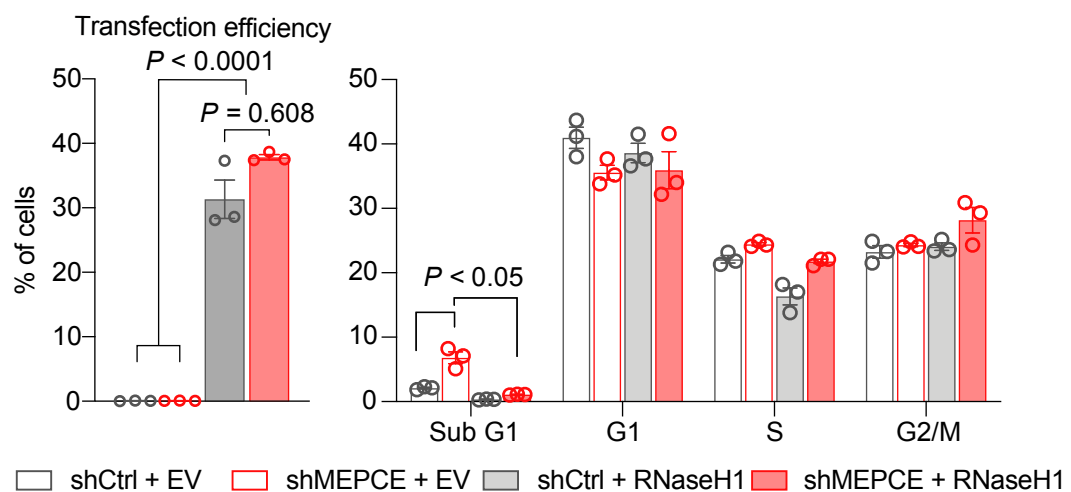 Transfection efficiency
P < 0.0001
P = 0.608
% of cells
50
40
30
20
10
0
50
40
30
20
10
0
P < 0.05
Sub G1 G1 S G2/M
shCtrl + EV shMEPCE + EV shCtrl + RNaseH1 shMEPCE + RNaseH1